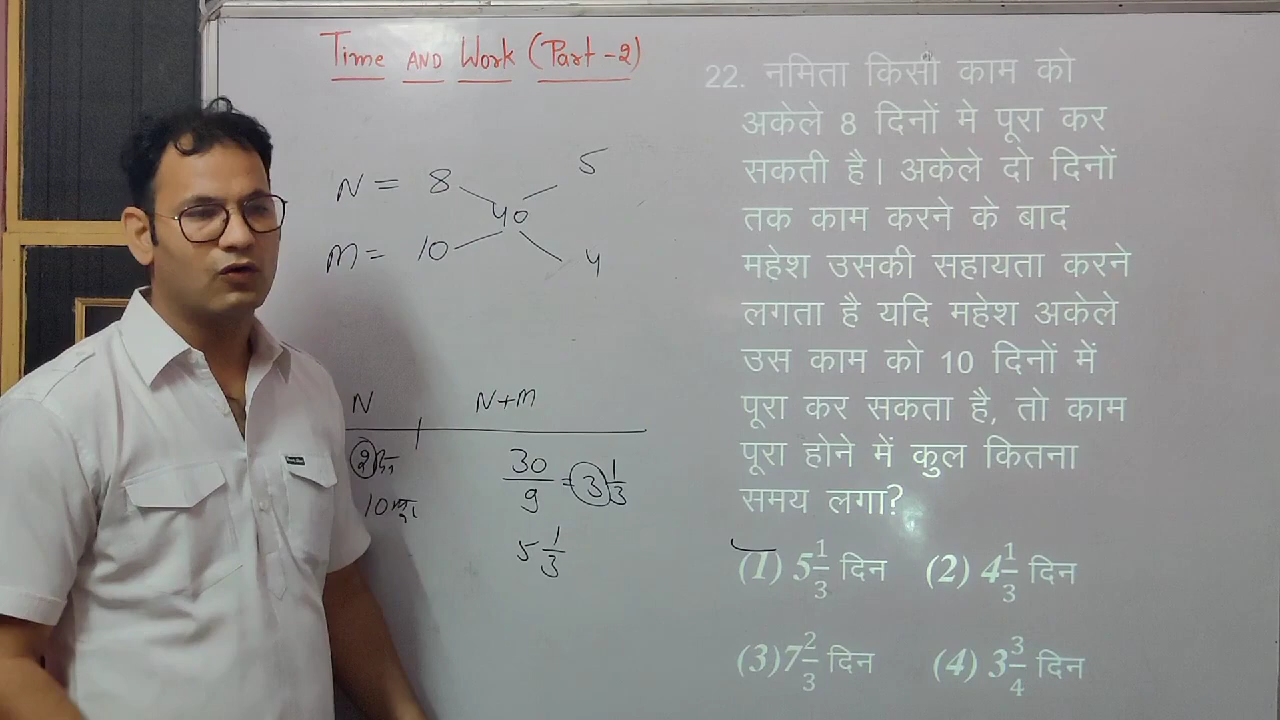 Time AND Work (Part-2)
N = 8 40 5
M = 10 4
N N+M
2दिन 30/9 = 3 1/3
10
5 1/3
22. नमिता किसी काम को
अकेले 8 दिनों मे पूरा कर
सकती है। अकेले दो दिनों
तक काम करने के बाद
महेश उसकी सहायता करने
लगता है यदि महेश अकेले
उस काम को 10 दिनों में
पूरा कर सकता है, तो काम
पूरा होने में कुल कितना
समय लगा?
(1) 5 1/3 दिन (2) 4 1/3 दिन
(3) 7 2/3 दिन (4) 3 3/4 दिन